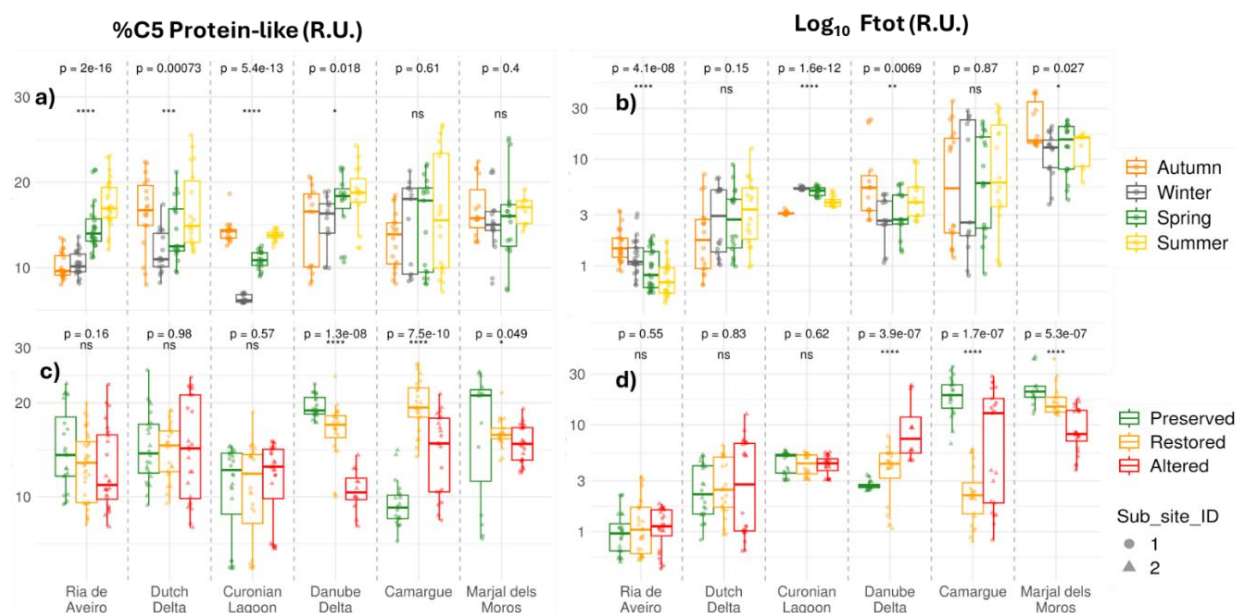 %C5 Protein-like (R.U.)
Log₁₀ Ftot (R.U.)
p = 2e-16 p = 0.00073 p = 5.4e-13 p = 0.018 p = 0.61 p = 0.4
**** *** **** * ns ns
a)
30
20
10
p = 4.1e-08 p = 0.15 p = 1.6e-12 p = 0.0069 p = 0.87 p = 0.027
**** ns **** ** ns *
b)
30
10
3
1
Autumn
Winter
Spring
Summer
p = 0.16 p = 0.98 p = 0.57 p = 1.3e-08 p = 7.5e-10 p = 0.049
ns ns ns **** **** *
c)
30
20
10
Ria de Aveiro
Dutch Delta
Curonian Lagoon
Danube Delta
Camargue
Marjal dels Moros
p = 0.55 p = 0.83 p = 0.62 p = 3.9e-07 p = 1.7e-07 p = 5.3e-07
ns ns ns **** **** ****
d)
30
10
3
1
Ria de Aveiro
Dutch Delta
Curonian Lagoon
Danube Delta
Camargue
Marjal dels Moros
Preserved
Restored
Altered
Sub_site_ID
1
2